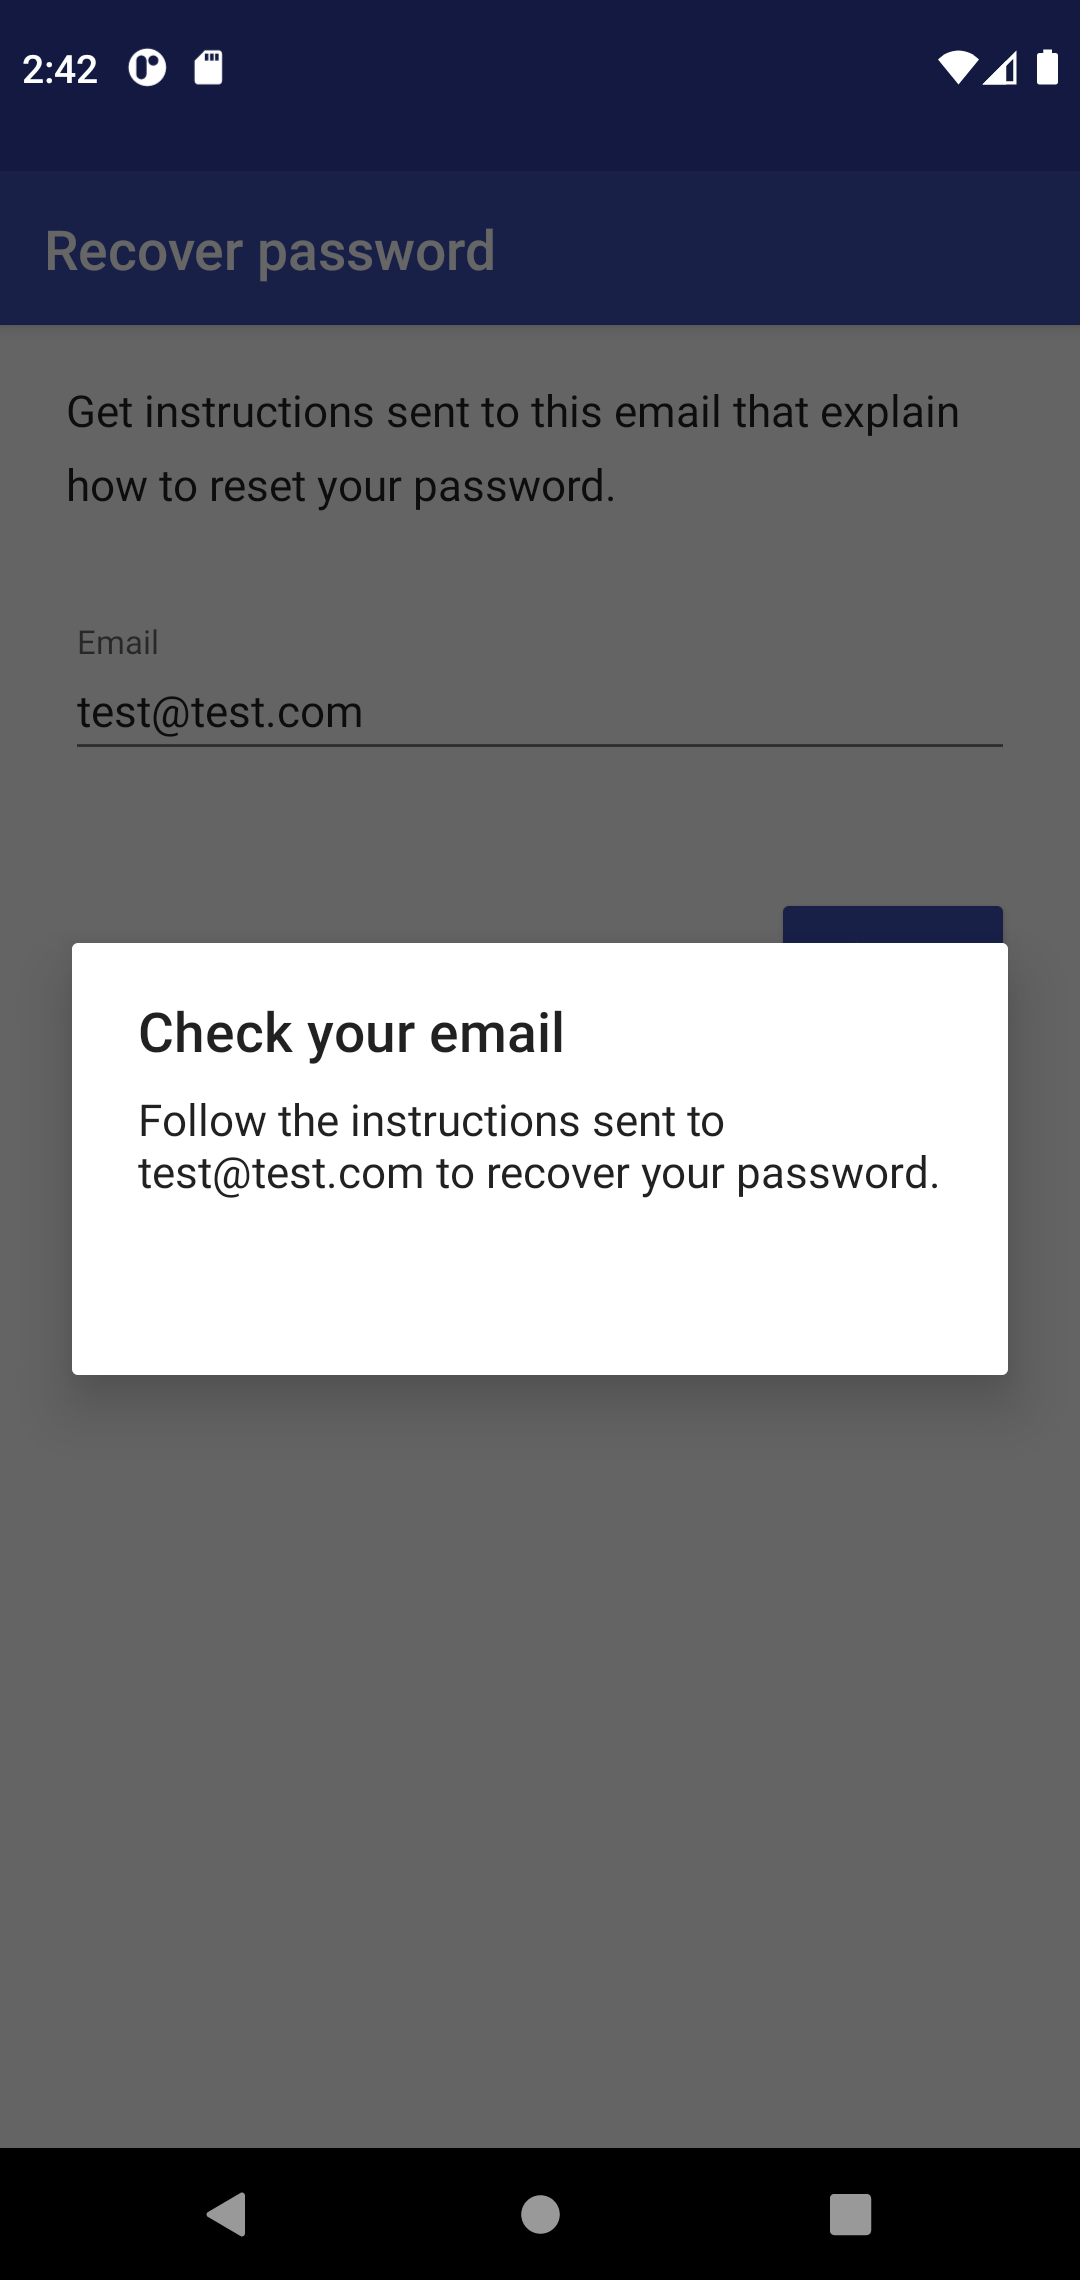 2:42
Recover password
Get instructions sent to this email that explain
how to reset your password.
Email
test@test.com
Check your email
Follow the instructions sent to
test@test.com to recover your password.